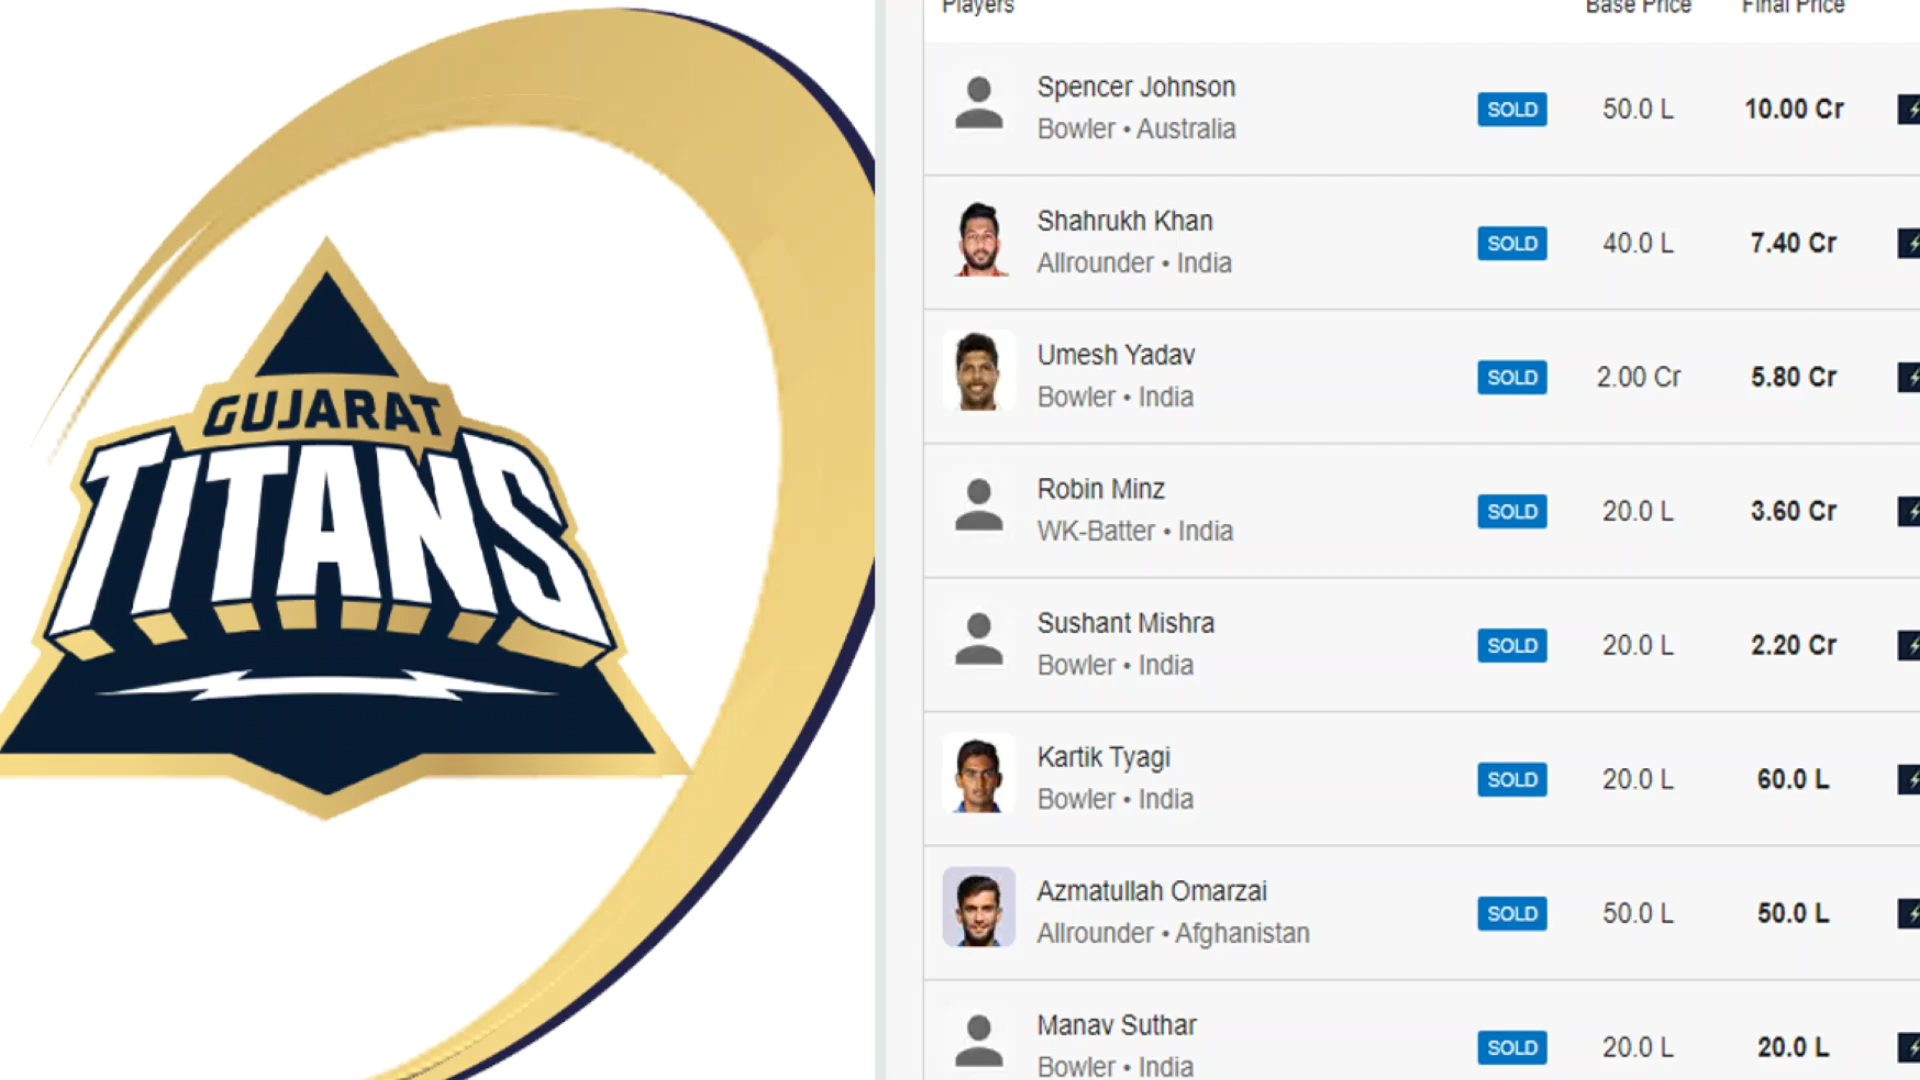 GUJARAT
TITANS
Players Base Price Final Price
Spencer Johnson
Bowler • Australia
SOLD 50.0 L 10.00 Cr
Shahrukh Khan
Allrounder • India
SOLD 40.0 L 7.40 Cr
Umesh Yadav
Bowler • India
SOLD 2.00 Cr 5.80 Cr
Robin Minz
WK-Batter • India
SOLD 20.0 L 3.60 Cr
Sushant Mishra
Bowler • India
SOLD 20.0 L 2.20 Cr
Kartik Tyagi
Bowler • India
SOLD 20.0 L 60.0 L
Azmatullah Omarzai
Allrounder • Afghanistan
SOLD 50.0 L 50.0 L
Manav Suthar
Bowler • India
SOLD 20.0 L 20.0 L